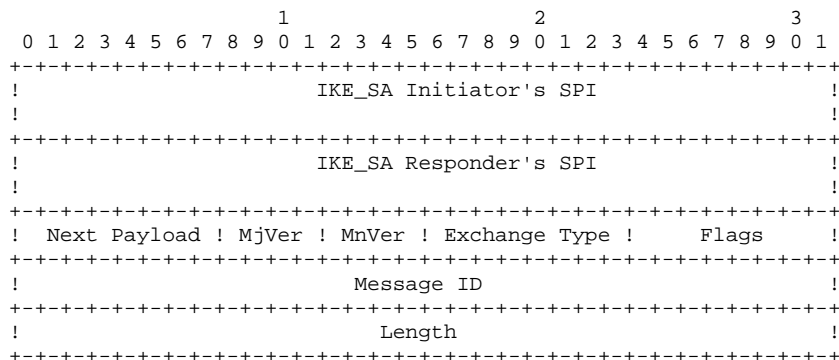 1                   2                   3
 0 1 2 3 4 5 6 7 8 9 0 1 2 3 4 5 6 7 8 9 0 1 2 3 4 5 6 7 8 9 0 1
+-+-+-+-+-+-+-+-+-+-+-+-+-+-+-+-+-+-+-+-+-+-+-+-+-+-+-+-+-+-+-+-+
!                       IKE_SA Initiator's SPI                  !
!                                                               !
+-+-+-+-+-+-+-+-+-+-+-+-+-+-+-+-+-+-+-+-+-+-+-+-+-+-+-+-+-+-+-+-+
!                       IKE_SA Responder's SPI                  !
!                                                               !
+-+-+-+-+-+-+-+-+-+-+-+-+-+-+-+-+-+-+-+-+-+-+-+-+-+-+-+-+-+-+-+-+
!  Next Payload ! MjVer ! MnVer ! Exchange Type !     Flags     !
+-+-+-+-+-+-+-+-+-+-+-+-+-+-+-+-+-+-+-+-+-+-+-+-+-+-+-+-+-+-+-+-+
!                          Message ID                           !
+-+-+-+-+-+-+-+-+-+-+-+-+-+-+-+-+-+-+-+-+-+-+-+-+-+-+-+-+-+-+-+-+
!                            Length                             !
+-+-+-+-+-+-+-+-+-+-+-+-+-+-+-+-+-+-+-+-+-+-+-+-+-+-+-+-+-+-+-+-+